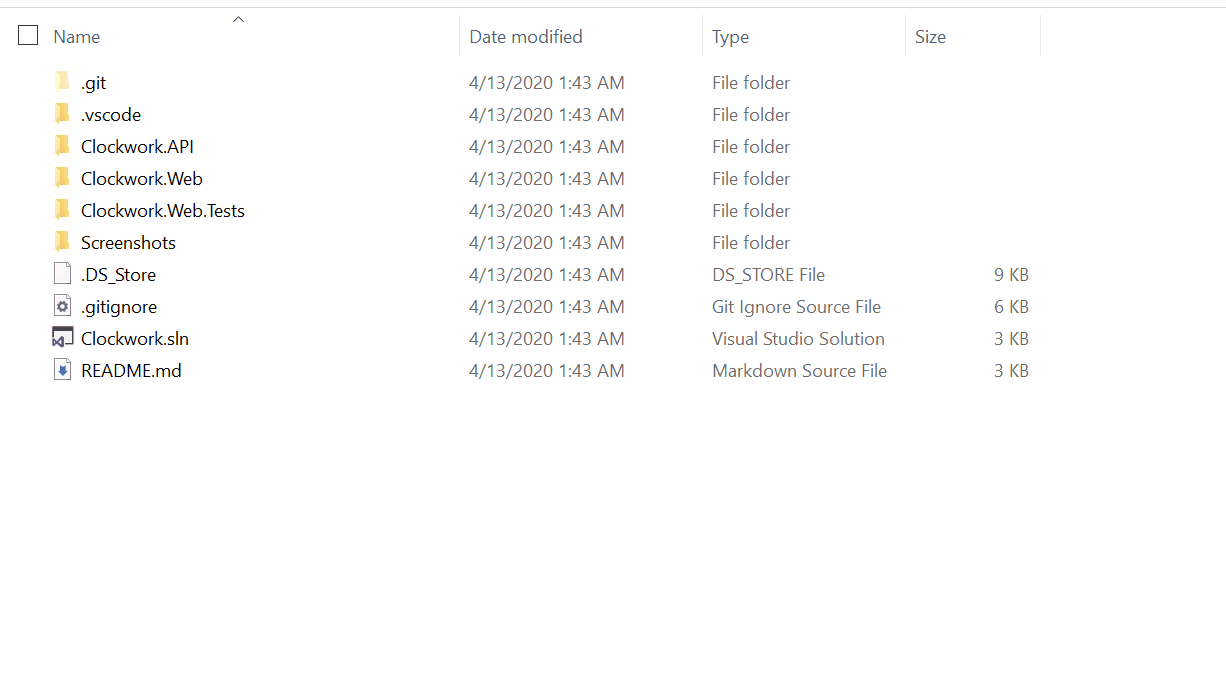 Name Date modified Type Size
.git 4/13/2020 1:43 AM File folder
.vscode 4/13/2020 1:43 AM File folder
Clockwork.API 4/13/2020 1:43 AM File folder
Clockwork.Web 4/13/2020 1:43 AM File folder
Clockwork.Web.Tests 4/13/2020 1:43 AM File folder
Screenshots 4/13/2020 1:43 AM File folder
.DS_Store 4/13/2020 1:43 AM DS_STORE File 9 KB
.gitignore 4/13/2020 1:43 AM Git Ignore Source File 6 KB
Clockwork.sln 4/13/2020 1:43 AM Visual Studio Solution 3 KB
README.md 4/13/2020 1:43 AM Markdown Source File 3 KB